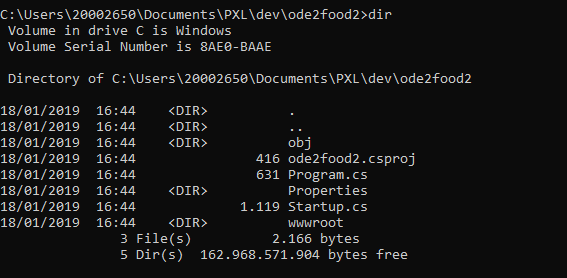 C:\Users\20002650\Documents\PXL\dev\ode2food2>dir
 Volume in drive C is Windows
 Volume Serial Number is 8AE0-BAAE

 Directory of C:\Users\20002650\Documents\PXL\dev\ode2food2

18/01/2019  16:44    <DIR>          .
18/01/2019  16:44    <DIR>          ..
18/01/2019  16:44    <DIR>          obj
18/01/2019  16:44               416 ode2food2.csproj
18/01/2019  16:44               631 Program.cs
18/01/2019  16:44    <DIR>          Properties
18/01/2019  16:44             1.119 Startup.cs
18/01/2019  16:44    <DIR>          wwwroot
               3 File(s)          2.166 bytes
               5 Dir(s)  162.968.571.904 bytes free